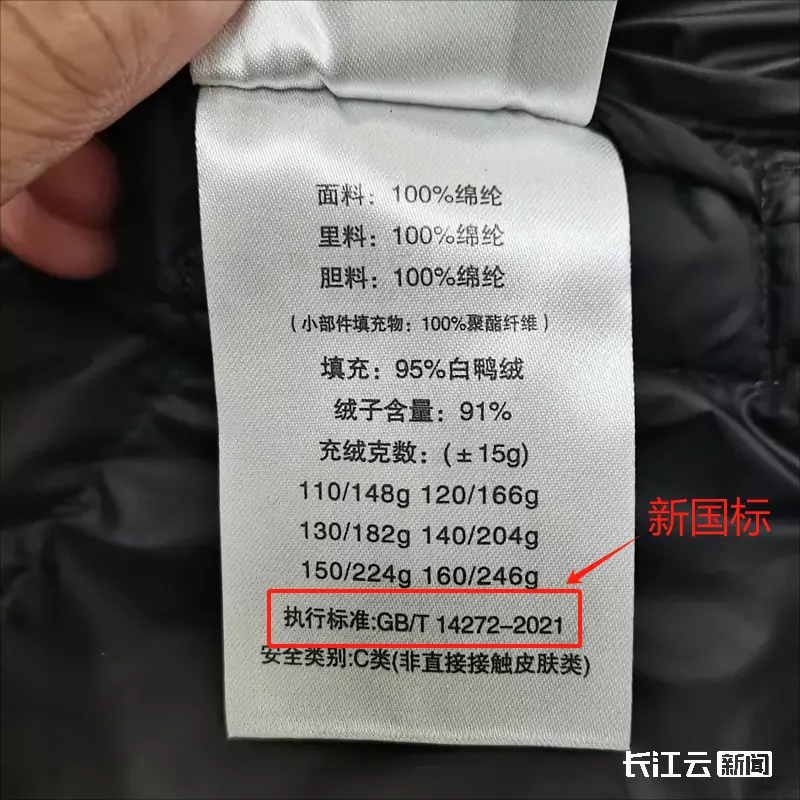 面料：100%绵纶
里料：100%绵纶
胆料：100%绵纶
（小部件填充物：100%聚酯纤维）
填充：95%白鸭绒
绒子含量：91%
充绒克数：(±15g)
110/148g 120/166g
130/182g 140/204g
150/224g 160/246g
新国标
执行标准:GB/T 14272-2021
安全类别:C类(非直接接触皮肤类)
长江云新闻